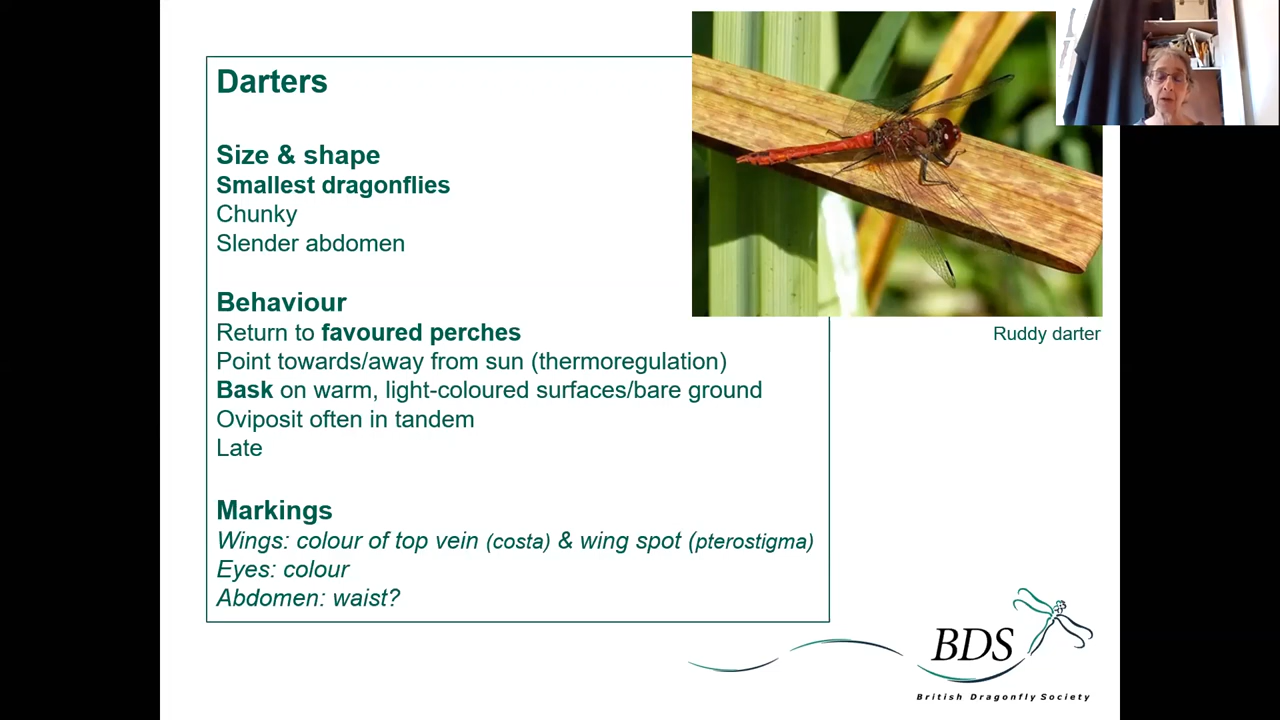 Darters
Size & shape
Smallest dragonflies
Chunky
Slender abdomen
Behaviour
Return to favoured perches
Point towards/away from sun (thermoregulation)
Bask on warm, light-coloured surfaces/bare ground
Oviposit often in tandem
Late
Markings
Wings: colour of top vein (costa) & wing spot (pterostigma)
Eyes: colour
Abdomen: waist?
Ruddy darter
BDS
British Dragonfly Society